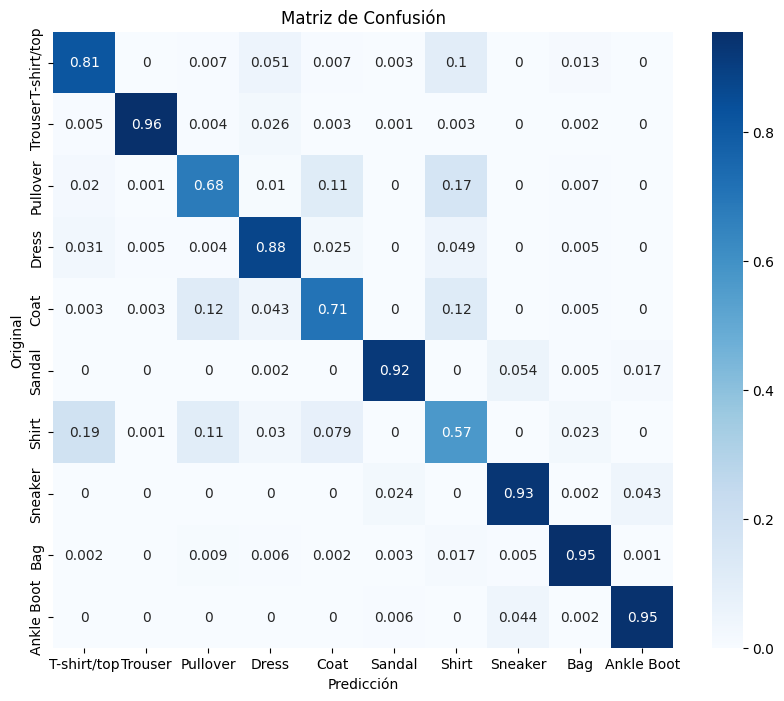 Matriz de Confusión
T-shirt/top 0.81 0 0.007 0.051 0.007 0.003 0.1 0.013 0
Trouser 0.005 0.96 0.004 0.026 0.003 0.001 0.003 0 0.002 0
Pullover 0.02 0.001 0.68 0.01 0.11 0 0.17 0 0.007 0
Dress 0.031 0.005 0.004 0.88 0.025 0 0.049 0 0.005 0
Coat 0.003 0.003 0.12 0.043 0.71 0 0.12 0 0.005 0
Sandal 0 0 0 0.002 0 0.92 0 0.054 0.005 0.017
Shirt 0.19 0.001 0.11 0.03 0.079 0 0.57 0 0.023 0
Sneaker 0 0 0 0 0 0.024 0 0.93 0.002 0.043
Bag 0.002 0 0.009 0.006 0.002 0.003 0.017 0.005 0.95 0.001
Ankle Boot 0 0 0 0 0 0.006 0 0.044 0.002 0.95
T-shirt/top Trouser Pullover Dress Coat Sandal Shirt Sneaker Bag Ankle Boot
Predicción
Original
0.8
0.6
0.4
0.2
0.0